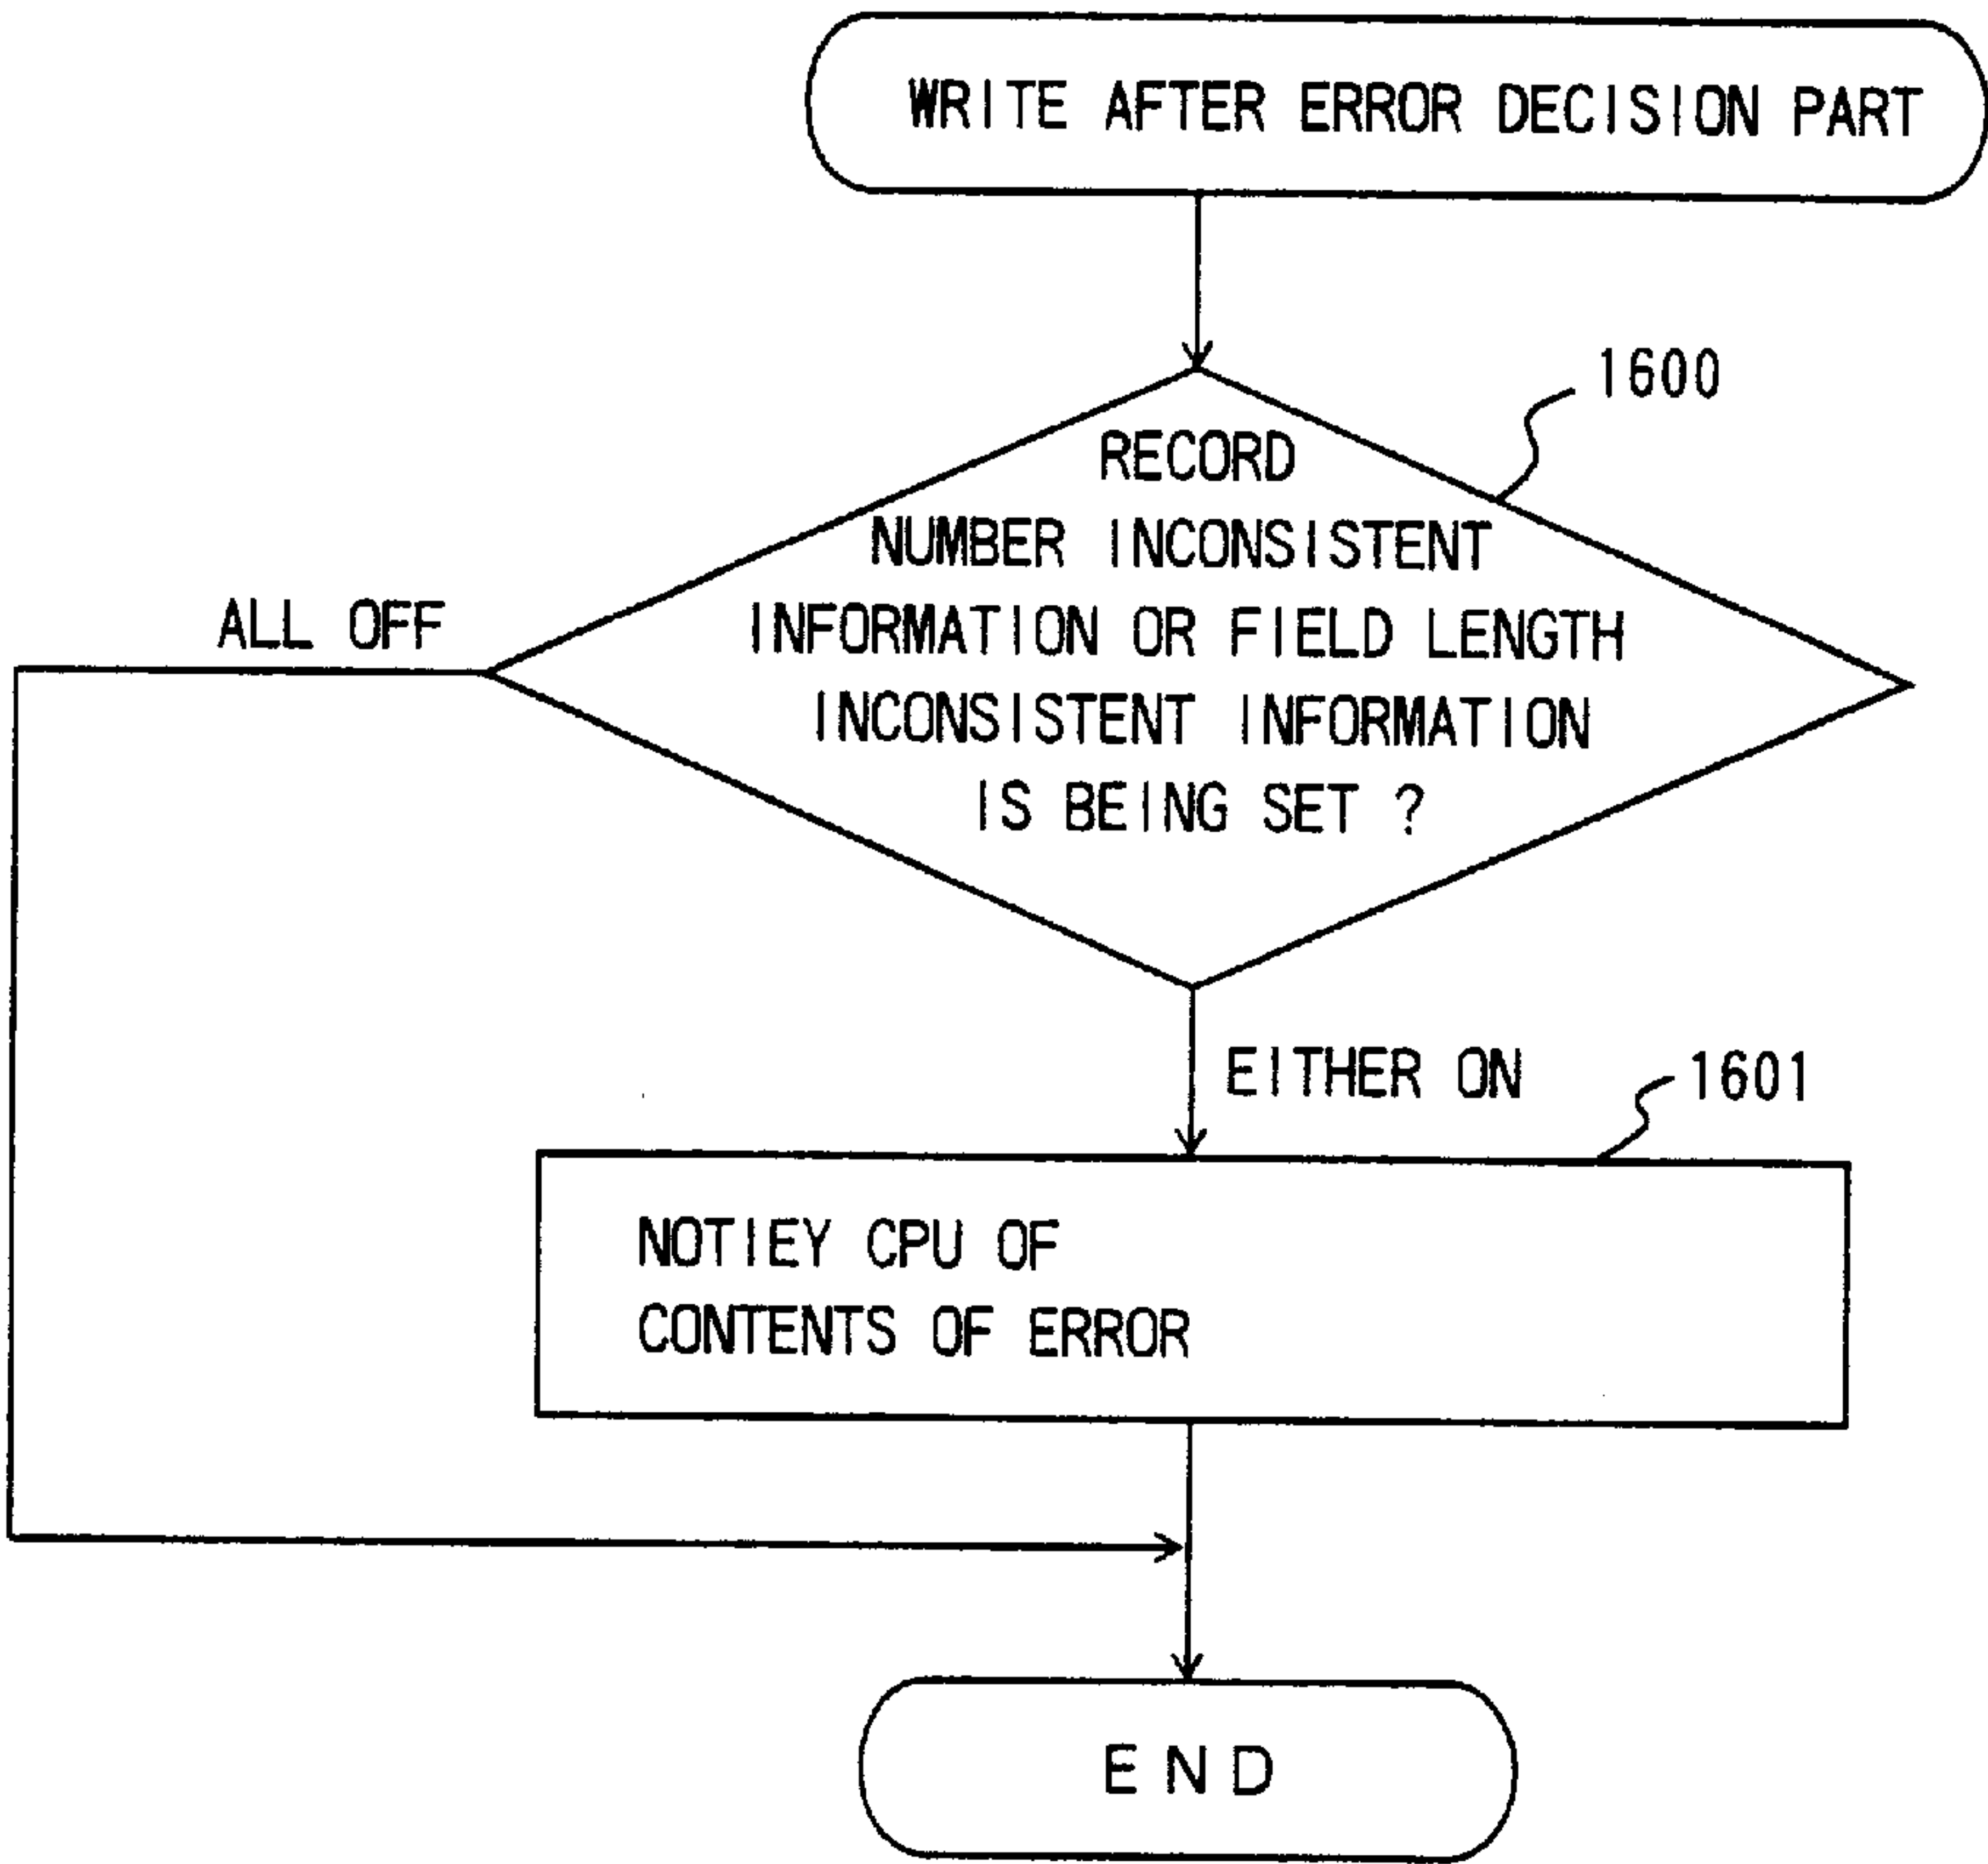 WRITE AFTER ERROR DECISION PART
1600
RECORD
NUMBER INCONSISTENT
INFORMATION OR FIELD LENGTH
INCONSISTENT INFORMATION
IS BEING SET ?
ALL OFF
EITHER ON
1601
NOTIEY CPU OF
CONTENTS OF ERROR
END